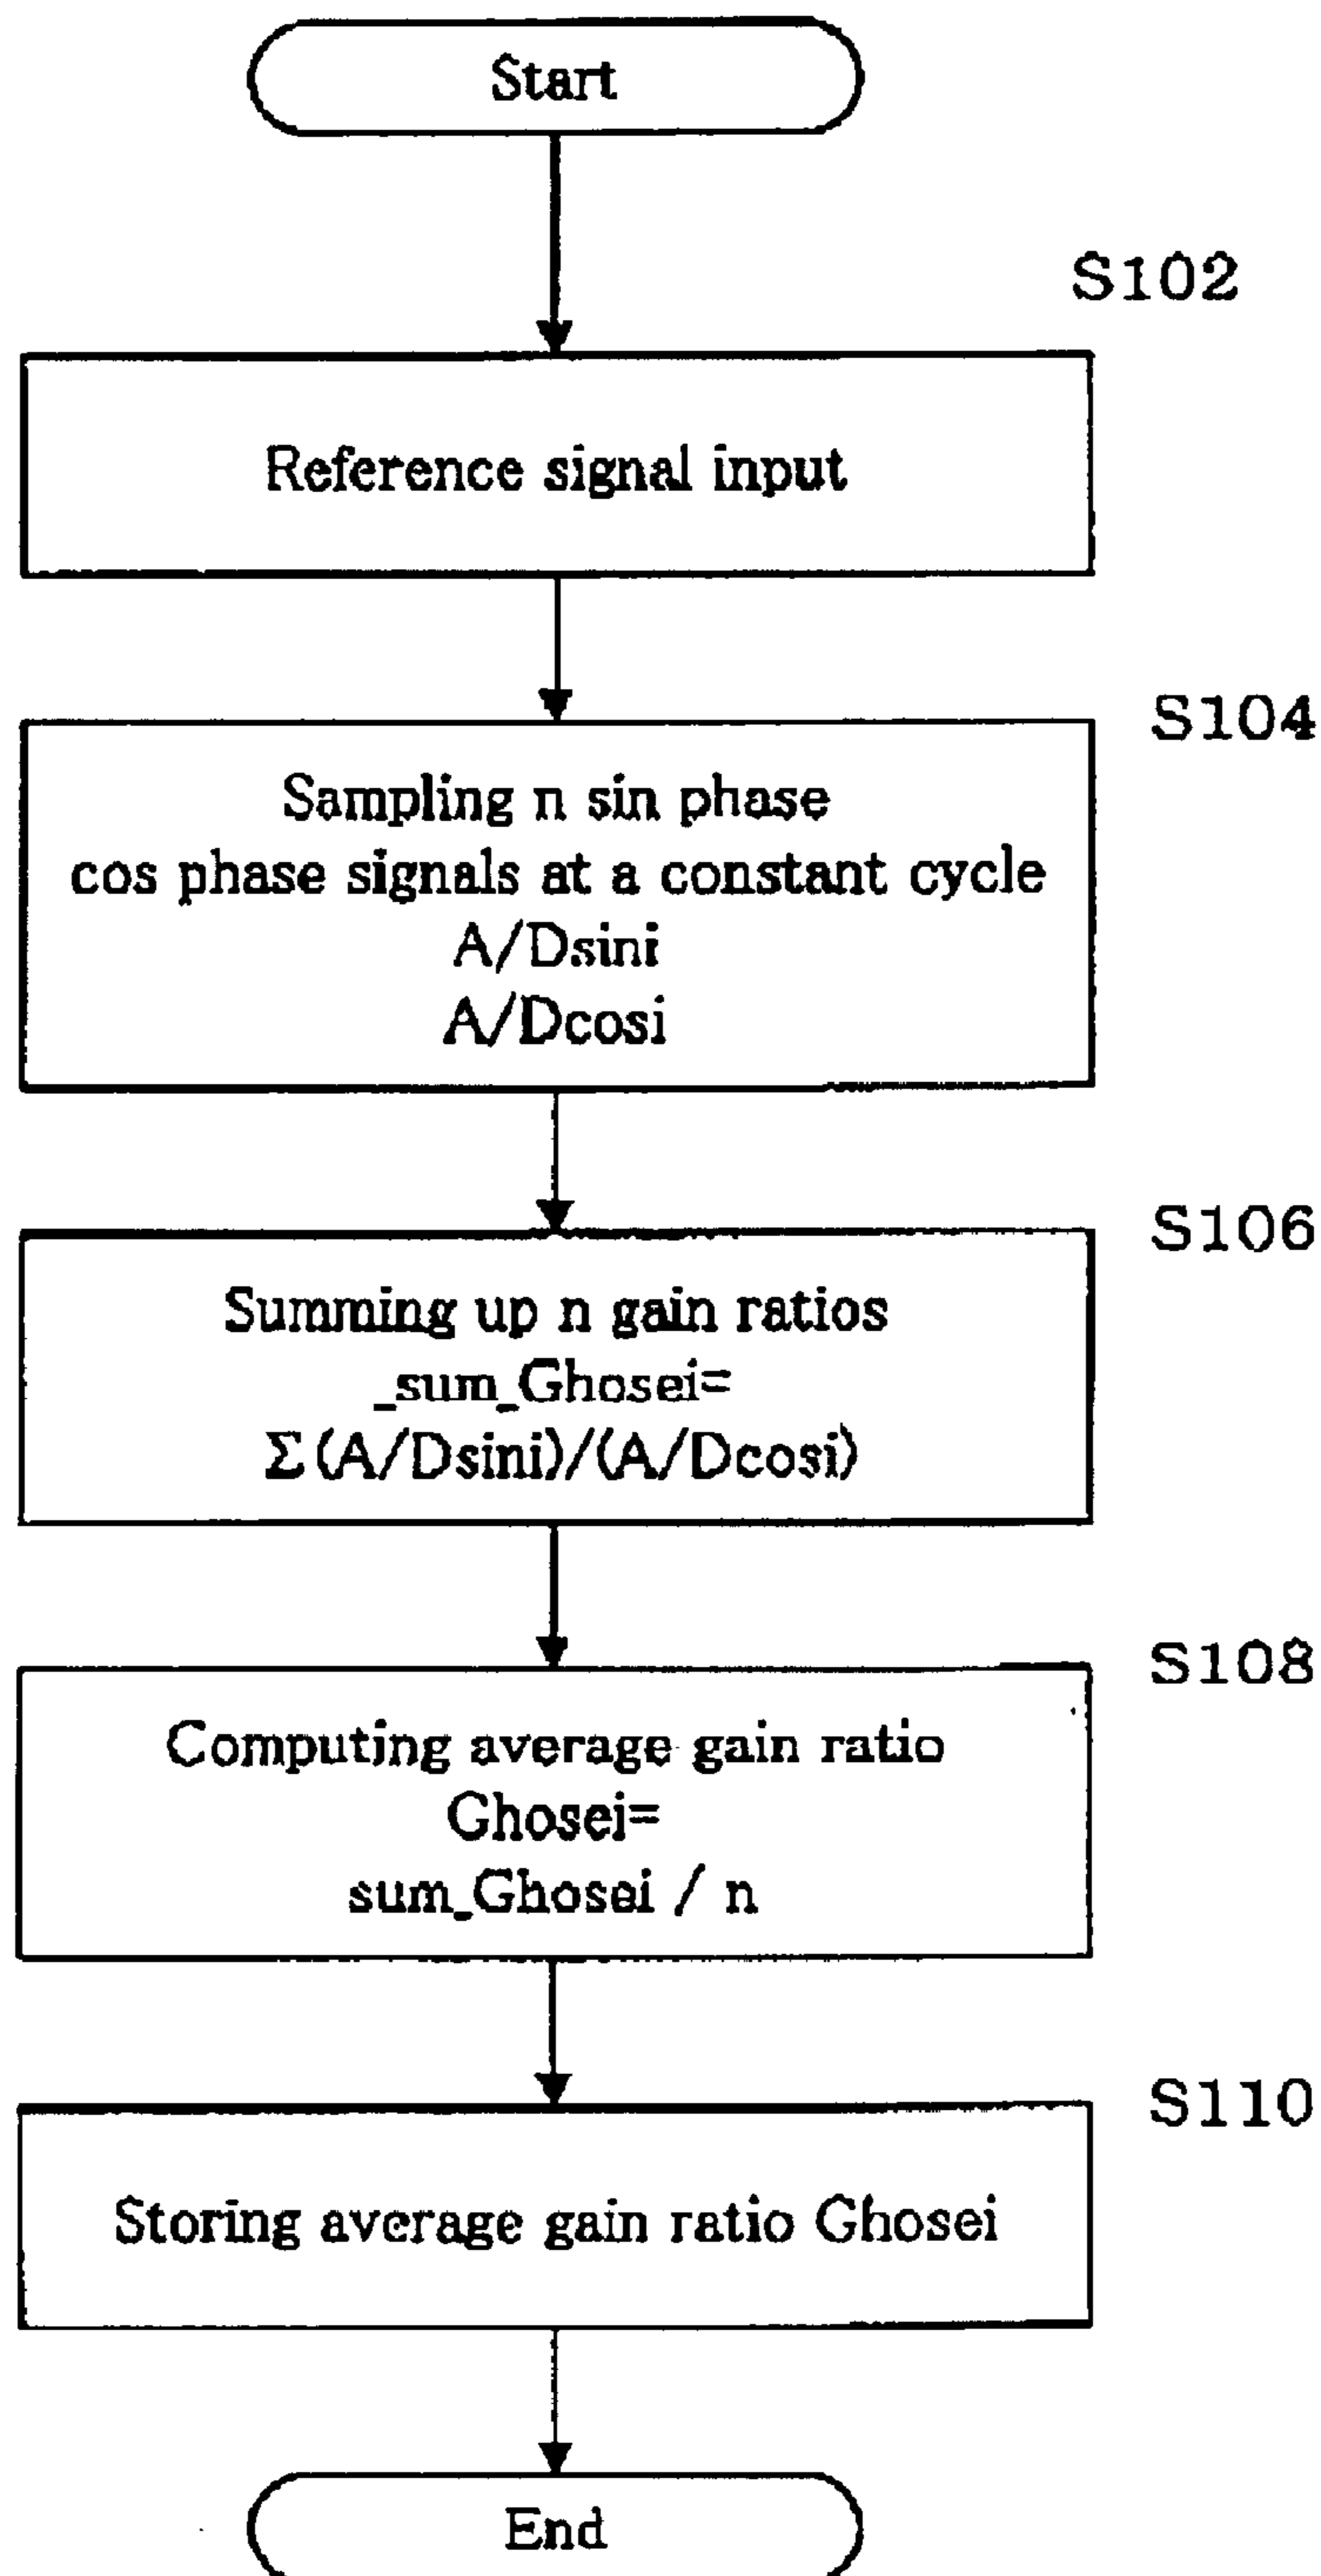 Start
S102
Reference signal input
S104
Sampling n sin phase
cos phase signals at a constant cycle
A/Dsini
A/Dcosi
S106
Summing up n gain ratios
_sum_Ghosei=
Σ(A/Dsini)/(A/Dcosi)
S108
Computing average gain ratio
Ghosei=
sum_Ghosei / n
S110
Storing average gain ratio Ghosei
End